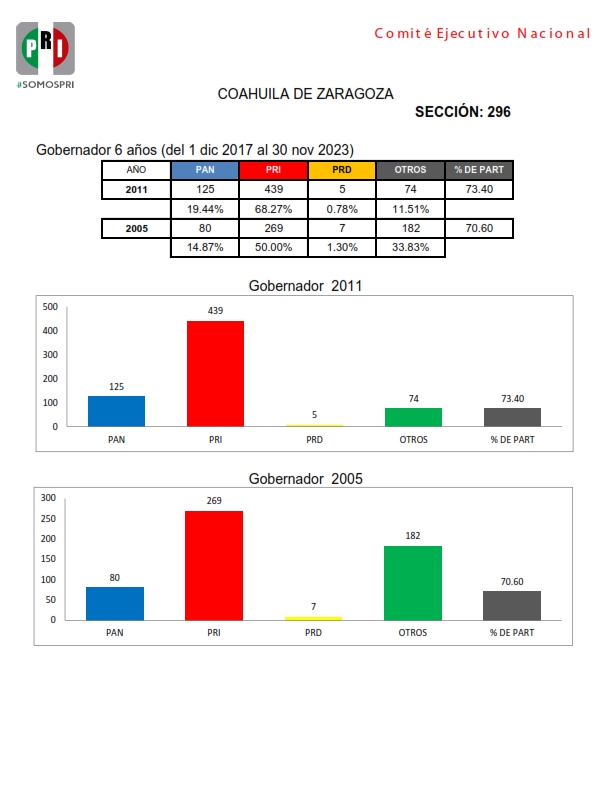 Comité Ejecutivo Nacional
PRI
#SOMOSPRI
COAHUILA DE ZARAGOZA
SECCIÓN: 296
Gobernador 6 años (del 1 dic 2017 al 30 nov 2023)
AÑO PAN PRI PRD OTROS % DE PART
2011 125 439 5 74 73.40
19.44% 68.27% 0.78% 11.51%
2005 80 269 7 182 70.60
14.87% 50.00% 1.30% 33.83%
Gobernador 2011
500
400
300
200
100
0
125 439 5 74 73.40
PAN PRI PRD OTROS % DE PART
Gobernador 2005
300
250
200
150
100
50
0
80 269 7 182 70.60
PAN PRI PRD OTROS % DE PART